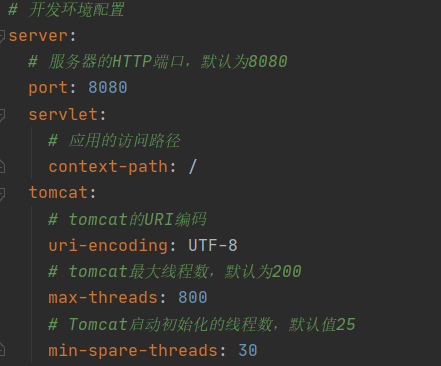 # 开发环境配置
server:
  # 服务器的HTTP端口，默认为8080
  port: 8080
  servlet:
    # 应用的访问路径
    context-path: /
  tomcat:
    # tomcat的URI编码
    uri-encoding: UTF-8
    # tomcat最大线程数，默认为200
    max-threads: 800
    # Tomcat启动初始化的线程数，默认值25
    min-spare-threads: 30